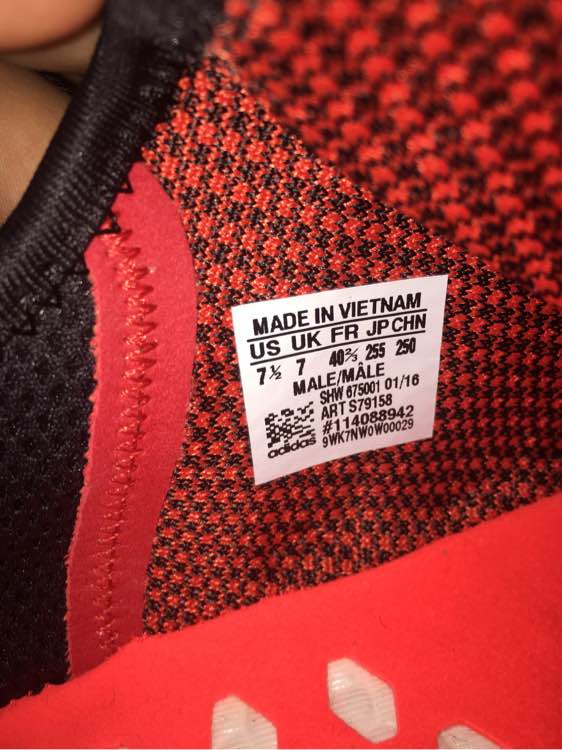 MADE IN VIETNAM
US UK FR JP CHN
7½ 7 40⅔ 255 250
MALE/MÂLE
SHW 675001 01/16
ART S79158
#114088942
9WK7NW0W00029
adidas